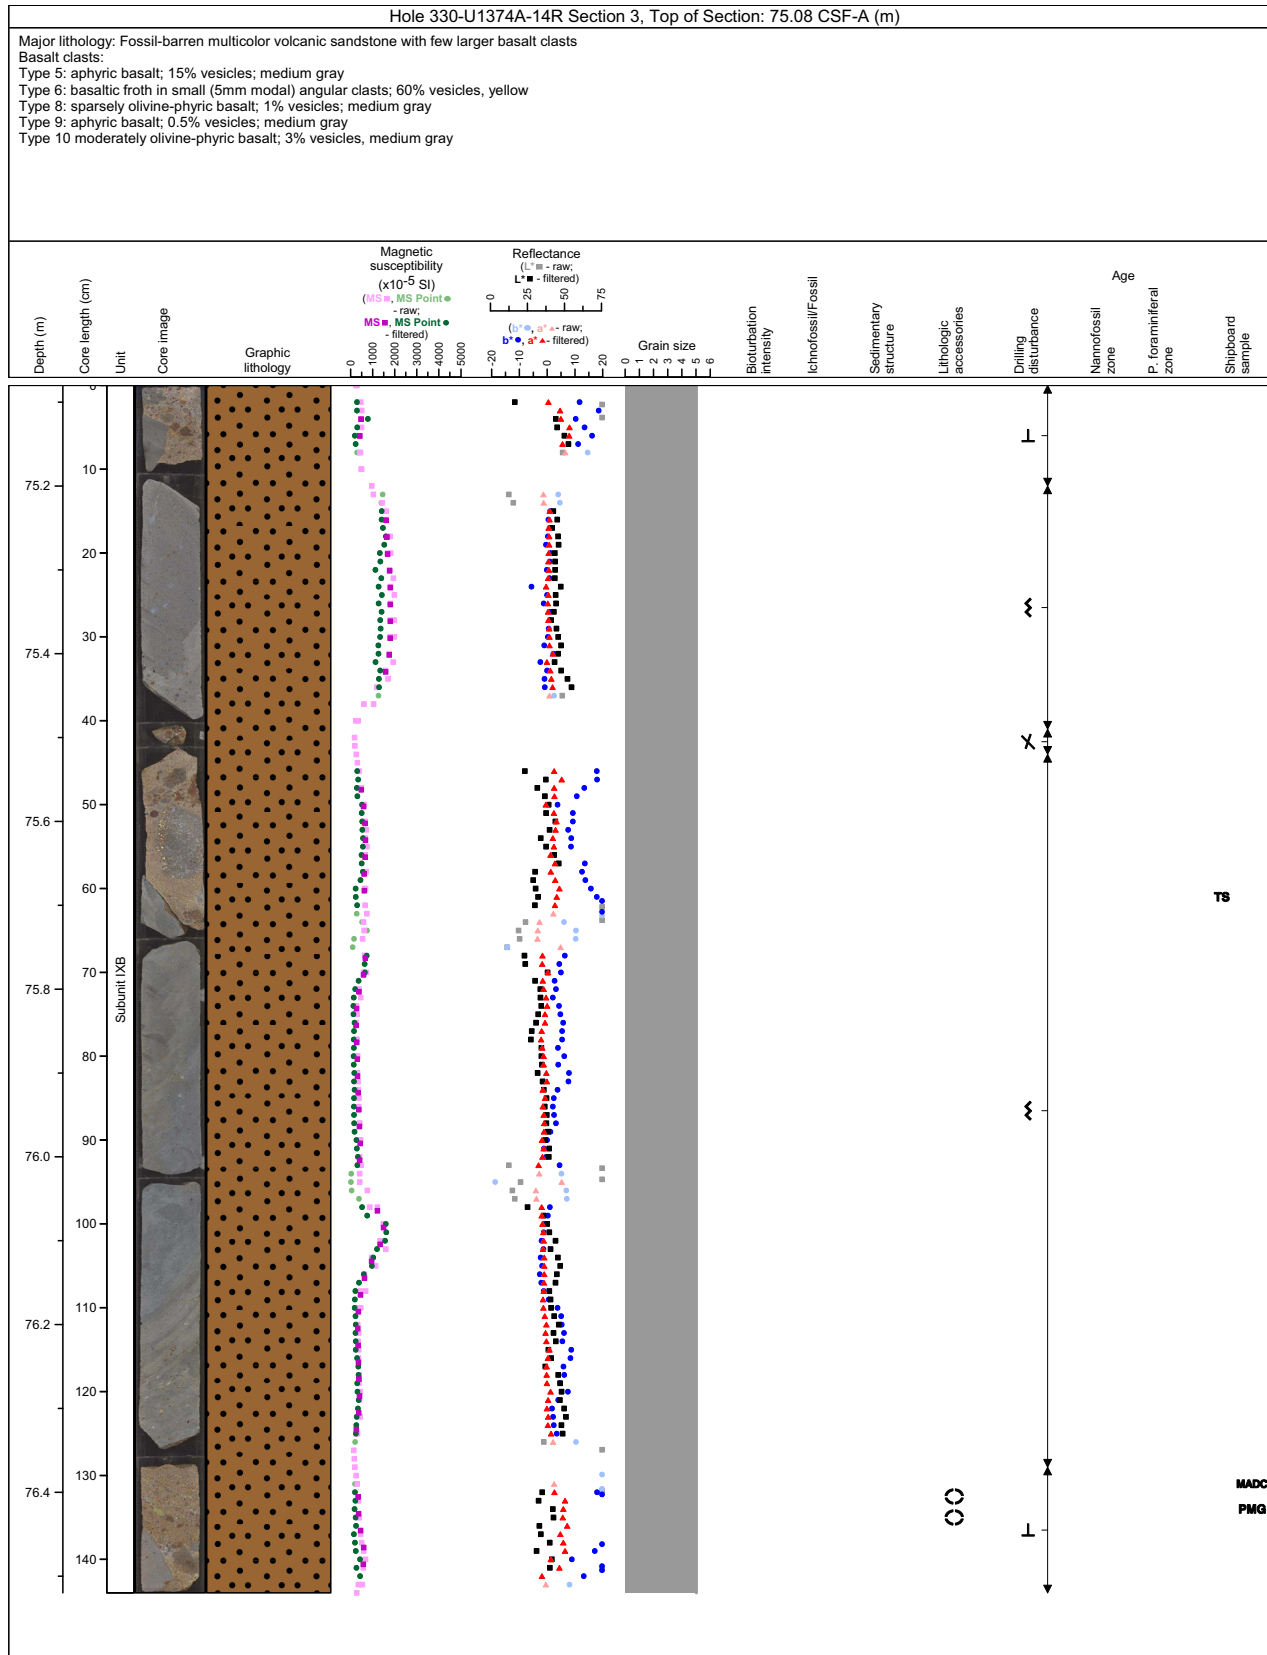 Hole 330-U1374A-14R Section 3, Top of Section: 75.08 CSF-A (m)
Major lithology: Fossil-barren multicolor volcanic sandstone with few larger basalt clasts
Basalt clasts:
Type 5: aphyric basalt; 15% vesicles; medium gray
Type 6: basaltic froth in small (5mm modal) angular clasts; 60% vesicles, yellow
Type 8: sparsely olivine-phyric basalt; 1% vesicles; medium gray
Type 9: aphyric basalt; 0.5% vesicles; medium gray
Type 10 moderately olivine-phyric basalt; 3% vesicles, medium gray
Depth (m)
Core length (cm)
Unit
Core image
Graphic
lithology
Magnetic
susceptibility
(x10-5 SI)
(MS ■, MS Point ●
- raw;
MS ■, MS Point ●
- filtered)
0 1000 2000 3000 4000 5000
Reflectance
(L* ■ - raw;
L* ■ - filtered)
0 25 50 75
(b* ●, a* ▲ - raw;
b* ●, a* ▲ - filtered)
-20 -10 0 10 20
Grain size
0 1 2 3 4 5 6
Bioturbation
intensity
Ichnofossil/Fossil
Sedimentary
structure
Lithologic
accessories
Drilling
disturbance
Age
Nannofossil
zone
P. foraminiferal
zone
Shipboard
sample
0
10
75.2
20
30
75.4
40
50
75.6
60
TS
70
75.8
Subunit IXB
80
90
76.0
100
110
76.2
120
130
76.4
MADC
PMG
140